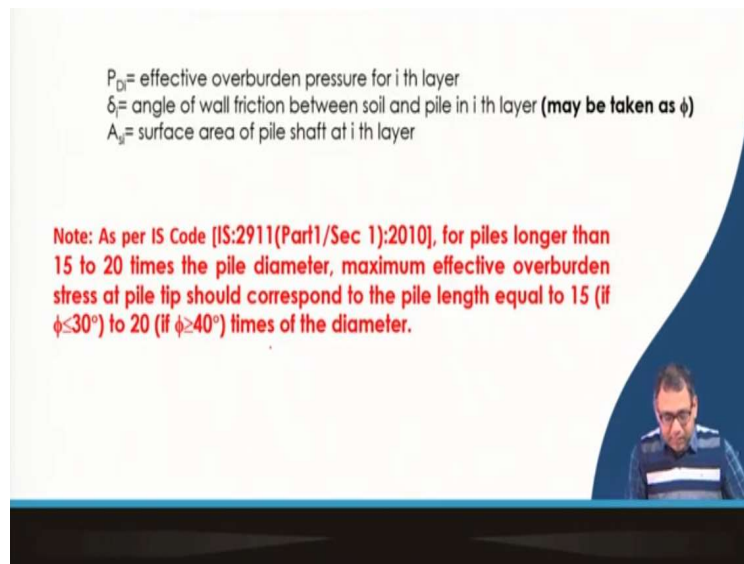 P_Di= effective overburden pressure for i th layer
δ_i= angle of wall friction between soil and pile in i th layer (may be taken as ϕ)
A_si= surface area of pile shaft at i th layer
Note: As per IS Code [IS:2911(Part1/Sec 1):2010], for piles longer than
15 to 20 times the pile diameter, maximum effective overburden
stress at pile tip should correspond to the pile length equal to 15 (if
ϕ≤30°) to 20 (if ϕ≥40°) times of the diameter.